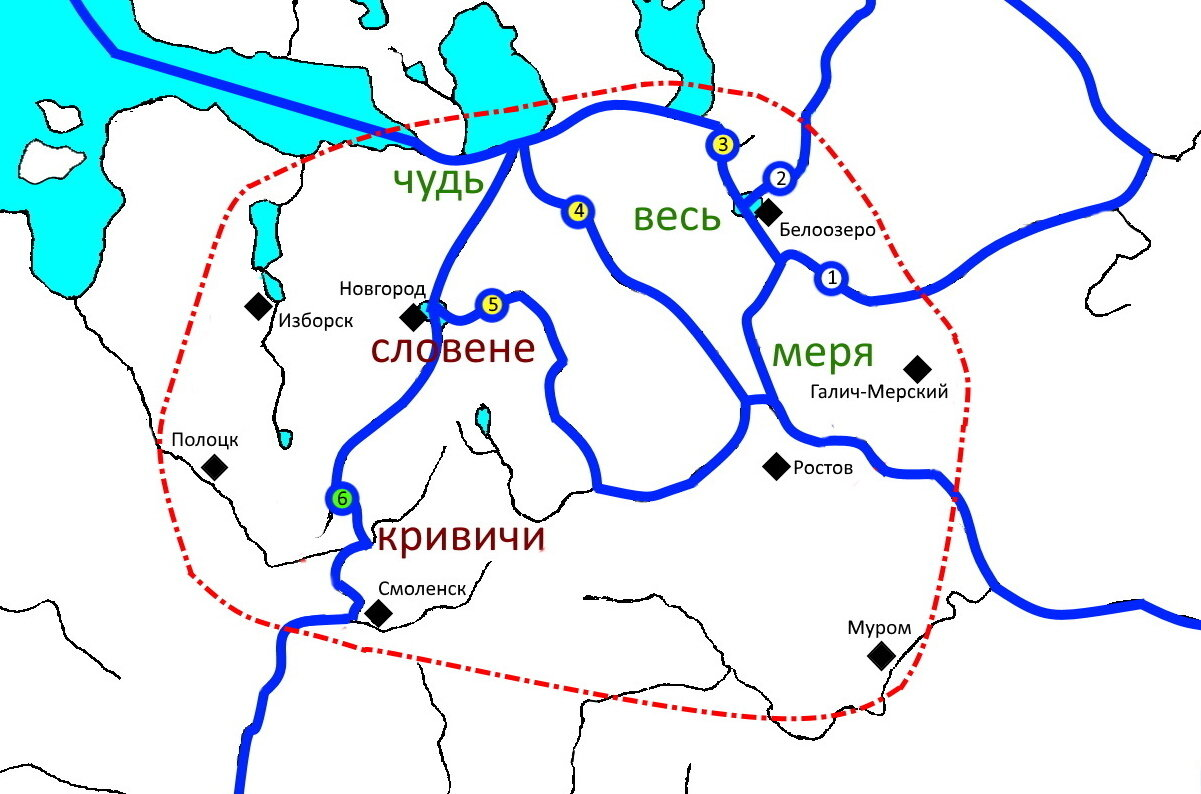 3
чудь
2
4
весь
Белоозеро
1
Новгород
5
Изборск
словене
меря
Галич-Мерский
Полоцк
Ростов
6
кривичи
Смоленск
Муром